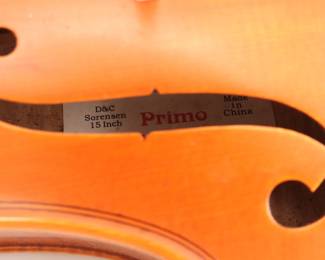 D&C
Sorensen
15 Inch
Primo
Made
in
China